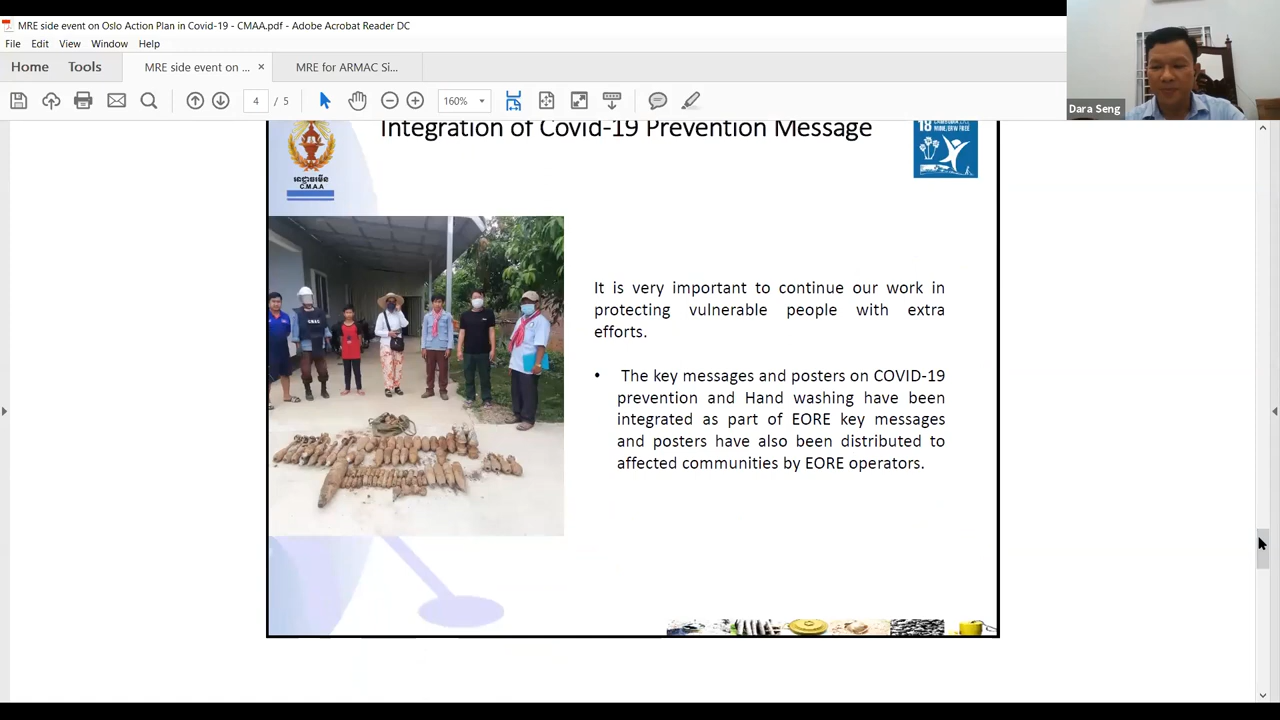 MRE side event on Oslo Action Plan in Covid-19 - CMAA.pdf - Adobe Acrobat Reader DC
File Edit View Window Help
Home Tools MRE side event on ... × MRE for ARMAC Si...
4 / 5 160%
Dara Seng
Integration of Covid-19 Prevention Message
18
MINE/ERW FREE
C.M.A.A
It is very important to continue our work in
protecting vulnerable people with extra
efforts.
• The key messages and posters on COVID-19
prevention and Hand washing have been
integrated as part of EORE key messages
and posters have also been distributed to
affected communities by EORE operators.